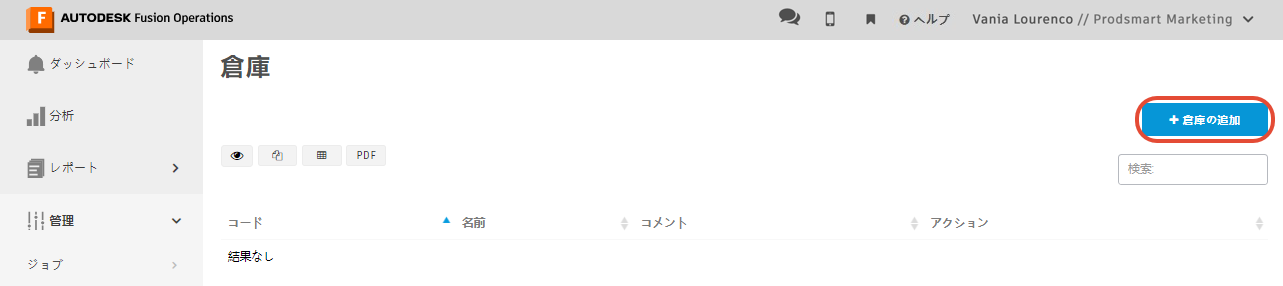 F AUTODESK Fusion Operations
ヘルプ
Vania Lourenco // Prodsmart Marketing
ダッシュボード
分析
レポート
管理
ジョブ
倉庫
+ 倉庫の追加
PDF
検索:
コード 名前 コメント アクション
結果なし